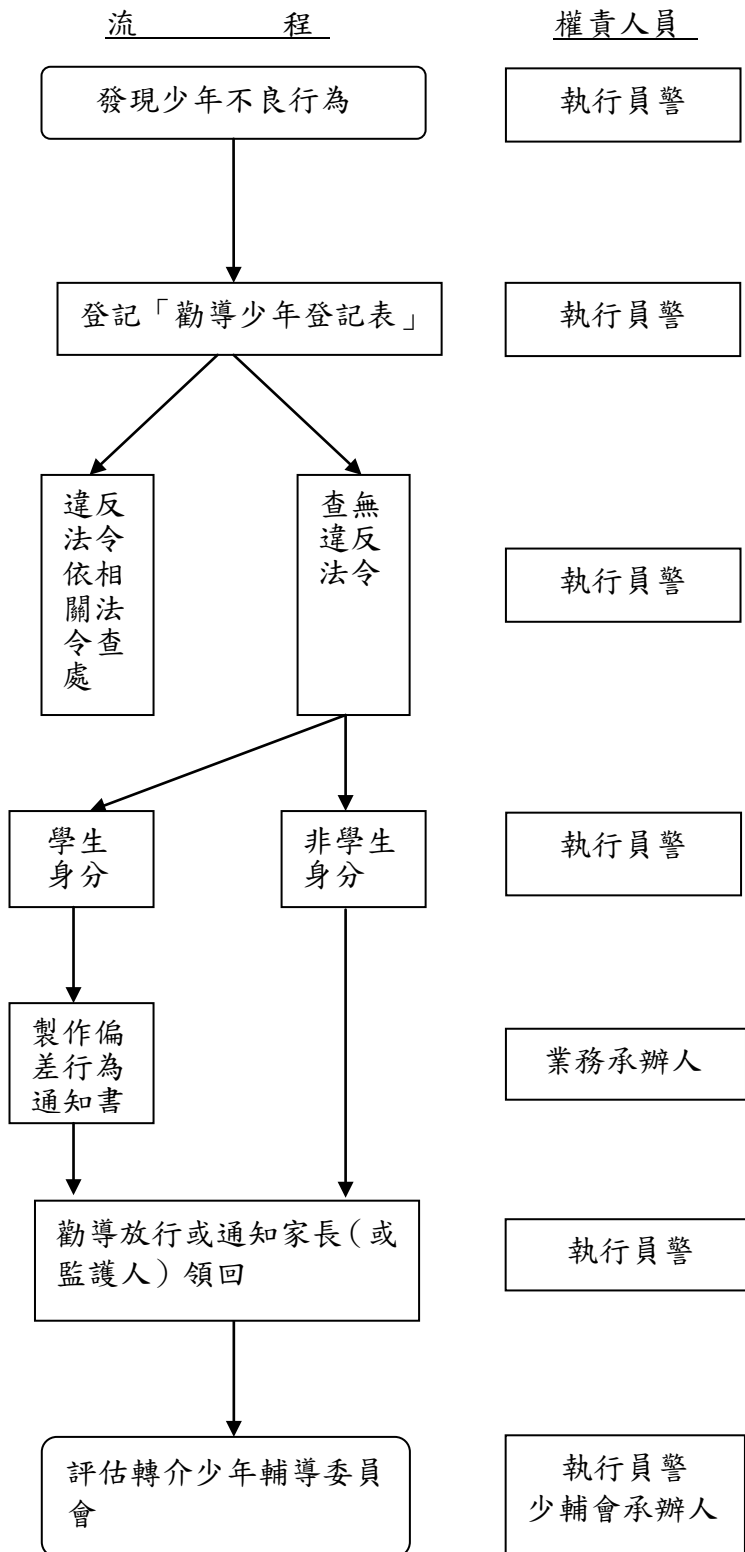 流 程 權責人員
發現少年不良行為 執行員警
登記「勸導少年登記表」 執行員警
違反
法令
依相
關法
令查
處
查無
違反
法令
執行員警
學生
身分
非學生
身分
執行員警
製作偏
差行為
通知書
業務承辦人
勸導放行或通知家長(或
監護人)領回
執行員警
評估轉介少年輔導委員
會
執行員警
少輔會承辦人